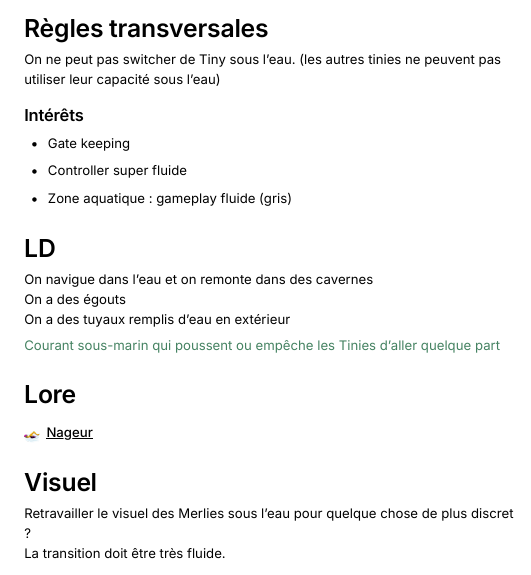 Règles transversales
On ne peut pas switcher de Tiny sous l'eau. (les autres tinies ne peuvent pas
utiliser leur capacité sous l'eau)
Intérêts
• Gate keeping
• Controller super fluide
• Zone aquatique : gameplay fluide (gris)
LD
On navigue dans l'eau et on remonte dans des cavernes
On a des égouts
On a des tuyaux remplis d'eau en extérieur
Courant sous-marin qui poussent ou empêche les Tinies d'aller quelque part
Lore
Nageur
Visuel
Retravailler le visuel des Merlies sous l'eau pour quelque chose de plus discret
?
La transition doit être très fluide.